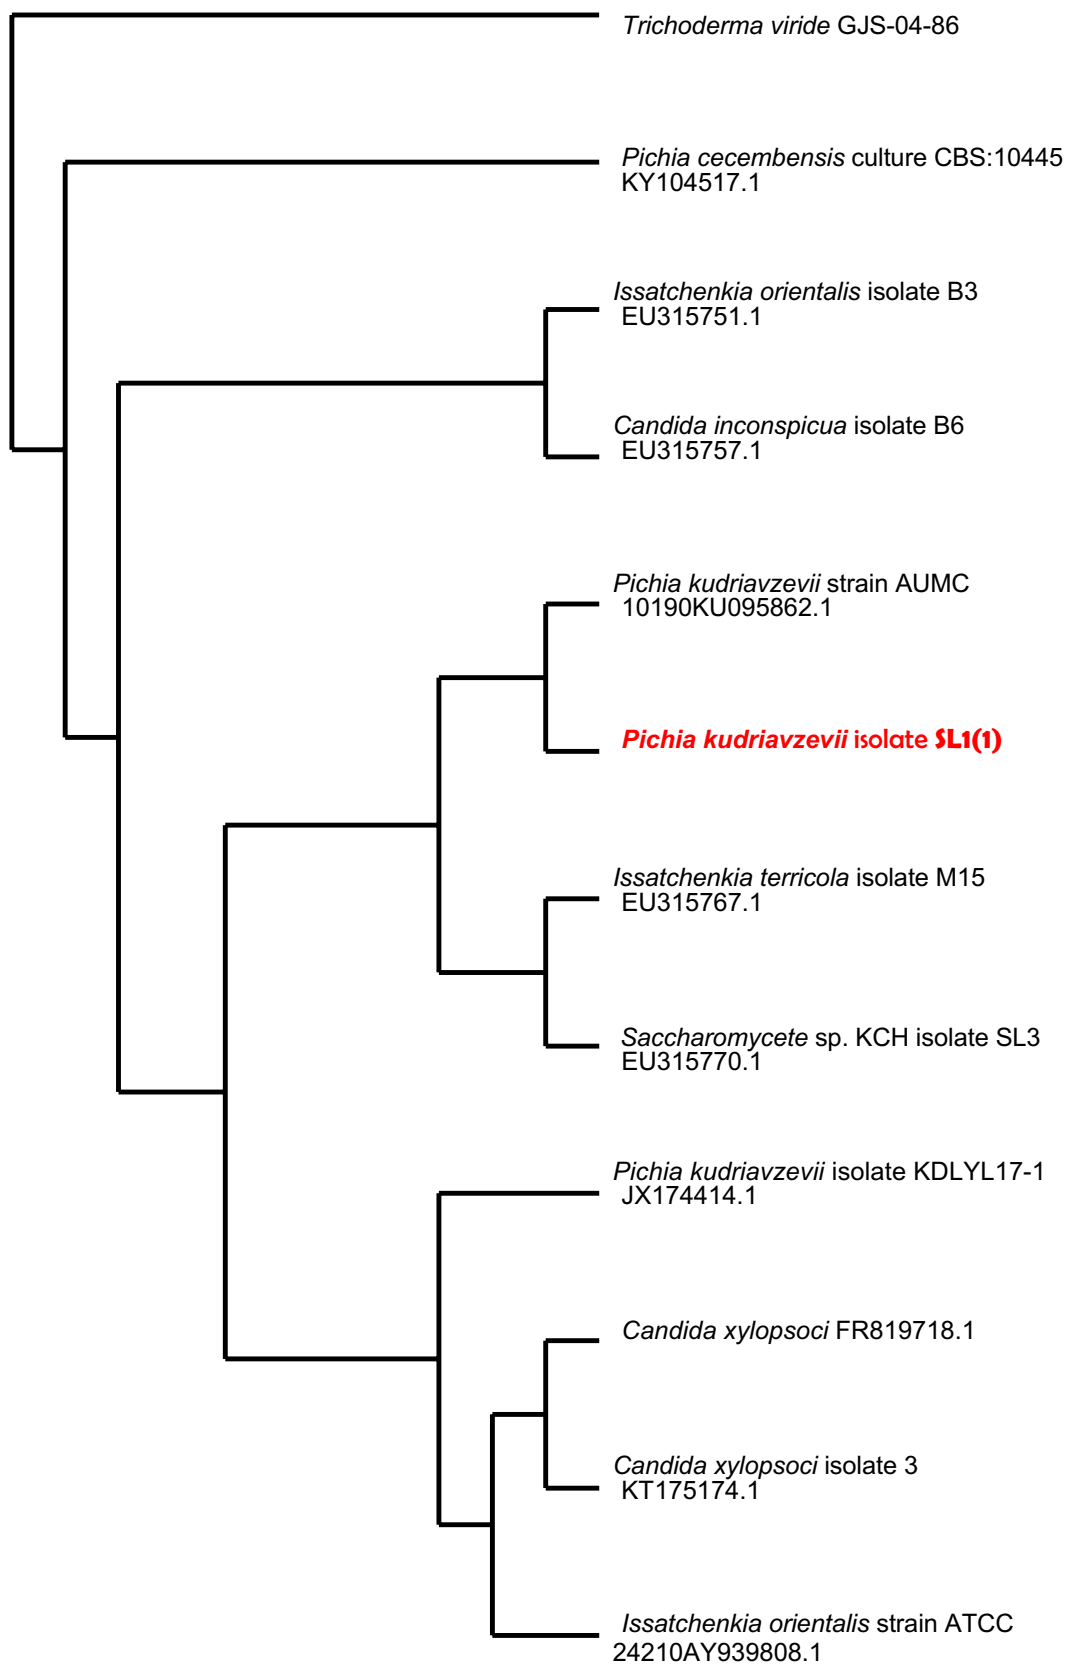 Trichoderma viride GJS-04-86
Pichia cecembensis culture CBS:10445
KY104517.1
Issatchenkia orientalis isolate B3
EU315751.1
Candida inconspicua isolate B6
EU315757.1
Pichia kudriavzevii strain AUMC
10190KU095862.1
Pichia kudriavzevii isolate SL1(1)
Issatchenkia terricola isolate M15
EU315767.1
Saccharomycete sp. KCH isolate SL3
EU315770.1
Pichia kudriavzevii isolate KDLYL17-1
JX174414.1
Candida xylopsoci FR819718.1
Candida xylopsoci isolate 3
KT175174.1
Issatchenkia orientalis strain ATCC
24210AY939808.1